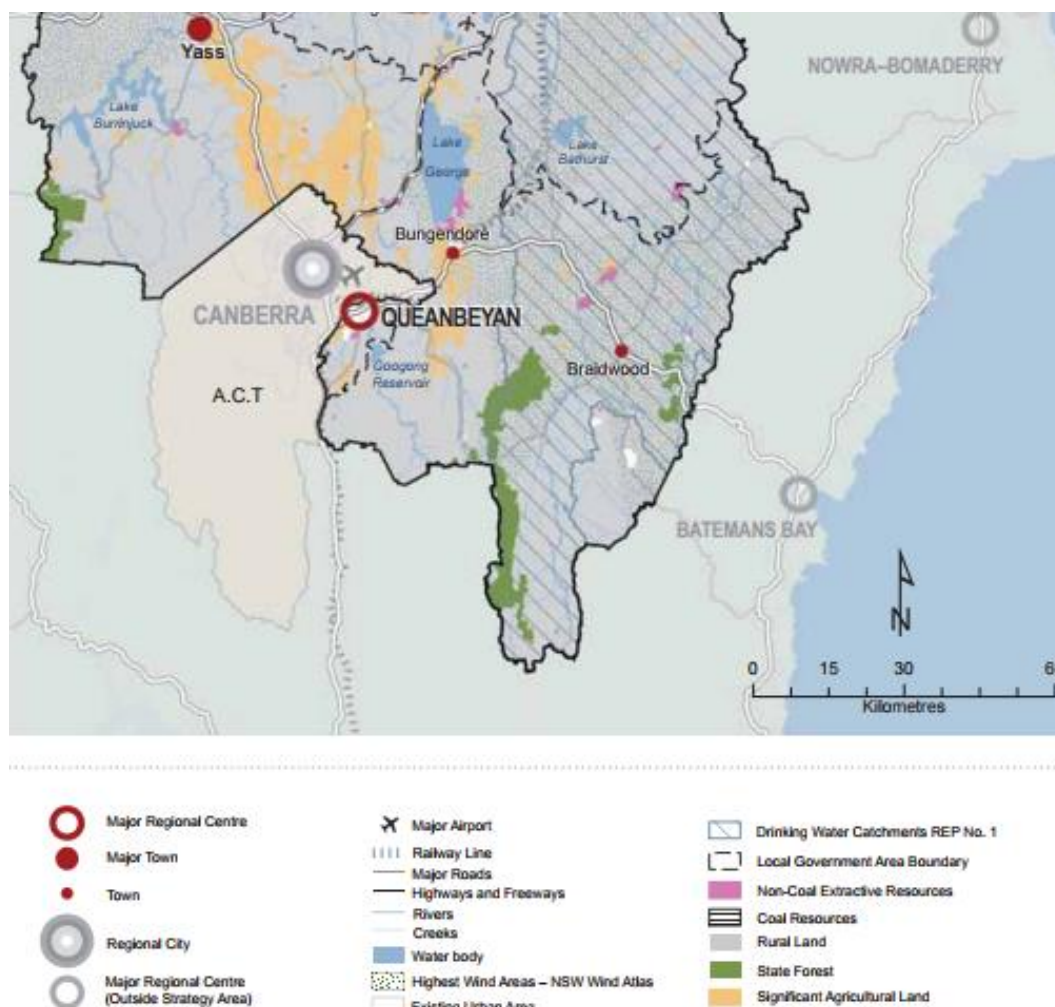 Yass
NOWRA–BOMADERRY
Lake
Burrinjuck
Lake
George
Lake
Bathurst
Bungendore
CANBERRA
QUEANBEYAN
Googong
Reservoir
Braidwood
A.C.T
BATEMANS BAY
N
0 15 30 6
Kilometres
Major Regional Centre
Major Town
Town
Regional City
Major Regional Centre
(Outside Strategy Area)
Major Airport
Railway Line
Major Roads
Highways and Freeways
Rivers
Creeks
Water body
Highest Wind Areas – NSW Wind Atlas
Existing Urban Area
Drinking Water Catchments REP No. 1
Local Government Area Boundary
Non-Coal Extractive Resources
Coal Resources
Rural Land
State Forest
Significant Agricultural Land